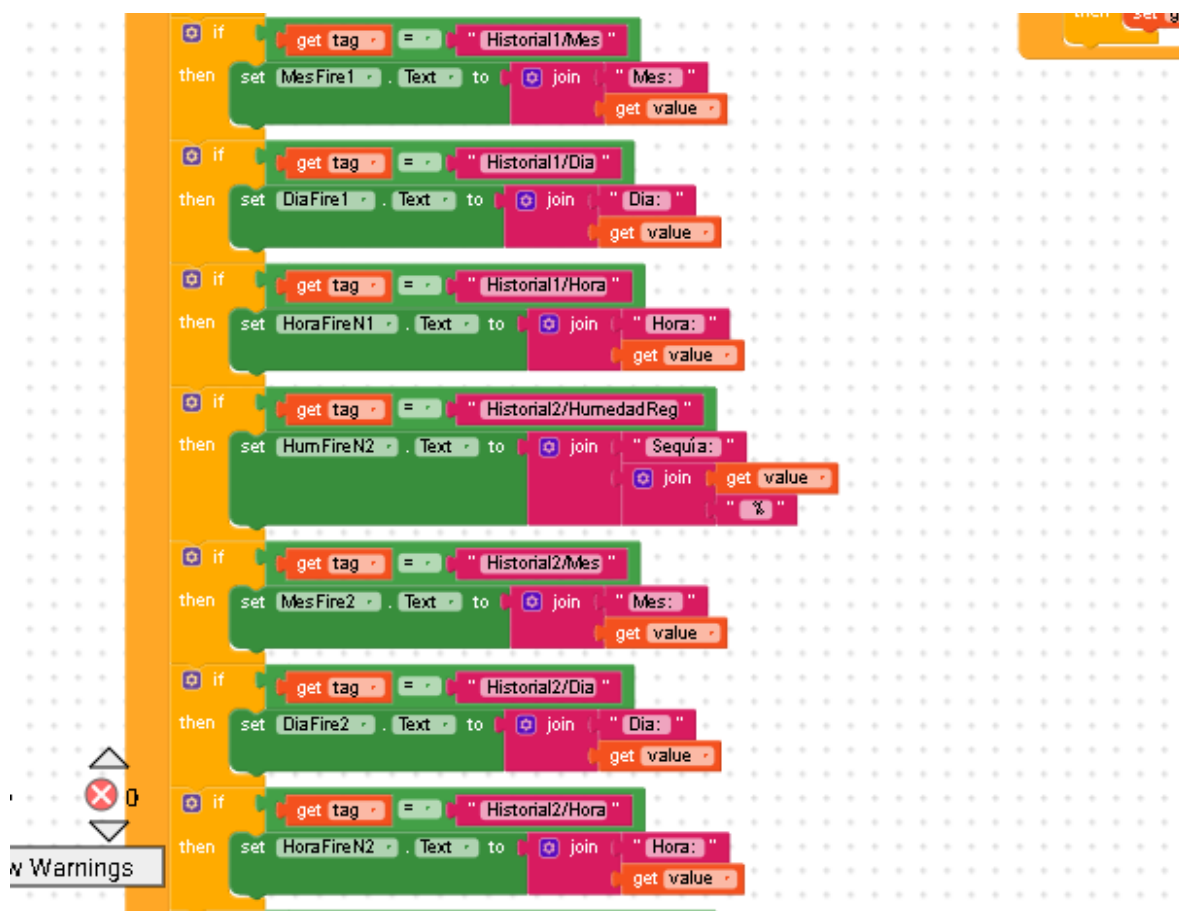 then set
if get tag = " Historial1/Mes "
then set MesFire1 . Text to join " Mes: "
get value
if get tag = " Historial1/Dia "
then set DiaFire1 . Text to join " Dia: "
get value
if get tag = " Historial1/Hora "
then set HoraFireN1 . Text to join " Hora: "
get value
if get tag = " Historial2/HumedadReg "
then set HumFireN2 . Text to join " Sequía: "
join get value
" % "
if get tag = " Historial2/Mes "
then set MesFire2 . Text to join " Mes: "
get value
if get tag = " Historial2/Dia "
then set DiaFire2 . Text to join " Dia: "
get value
0
if get tag = " Historial2/Hora "
then set HoraFireN2 . Text to join " Hora: "
get value
w Warnings